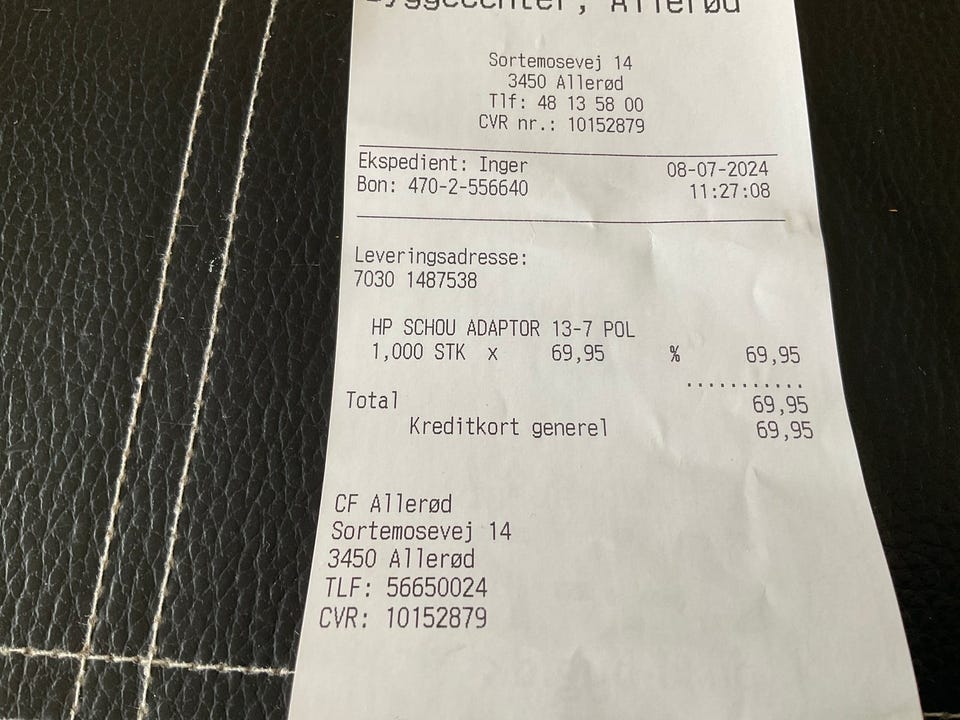 Allerød
Sortemosevej 14
3450 Allerød
Tlf: 48 13 58 00
CVR nr.: 10152879
Ekspedient: Inger 08-07-2024
Bon: 470-2-556640 11:27:08
Leveringsadresse:
7030 1487538
HP SCHOU ADAPTOR 13-7 POL
1,000 STK x 69,95 % 69,95
...........
Total 69,95
Kreditkort generel 69,95
CF Allerød
Sortemosevej 14
3450 Allerød
TLF: 56650024
CVR: 10152879